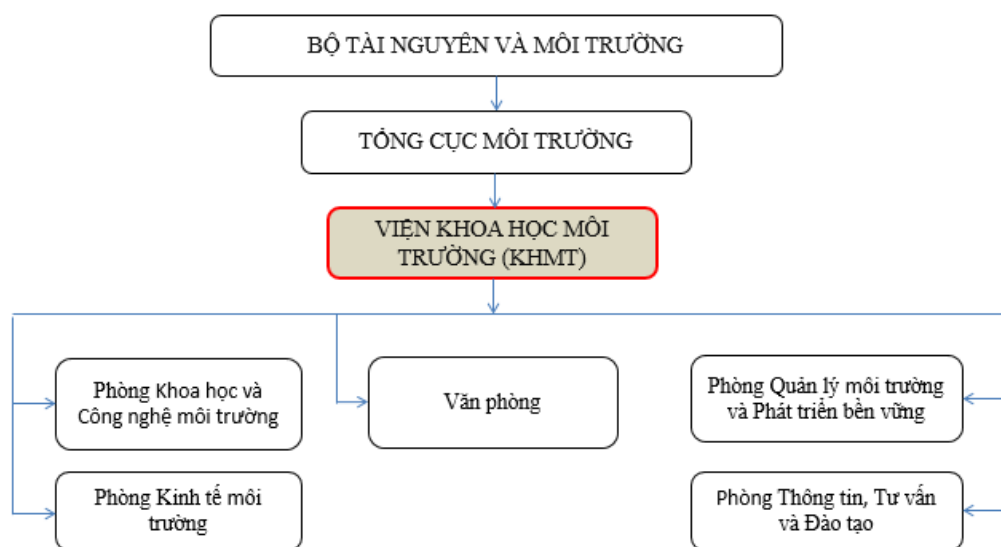 BỘ TÀI NGUYÊN VÀ MÔI TRƯỜNG
TỔNG CỤC MÔI TRƯỜNG
VIỆN KHOA HỌC MÔI
TRƯỜNG (KHMT)
Phòng Khoa học và
Công nghệ môi trường
Văn phòng
Phòng Quản lý môi trường
và Phát triển bền vững
Phòng Kinh tế môi
trường
Phòng Thông tin, Tư vấn
và Đào tạo